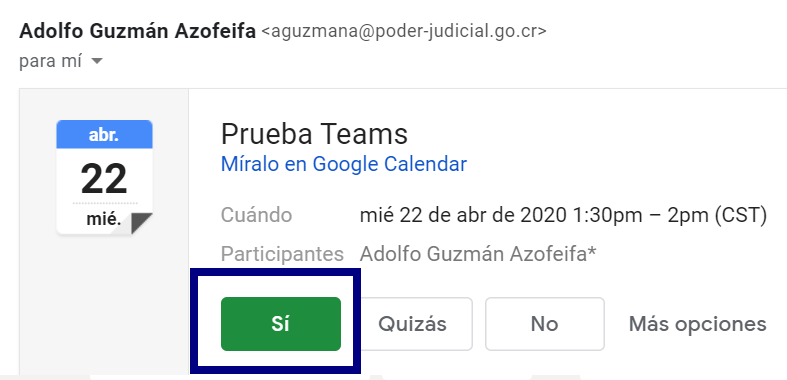 Adolfo Guzmán Azofeifa <aguzmana@poder-judicial.go.cr>
para mí
abr.
22
mié.
Prueba Teams
Míralo en Google Calendar
Cuándo mié 22 de abr de 2020 1:30pm – 2pm (CST)
Participantes Adolfo Guzmán Azofeifa*
Sí Quizás No Más opciones